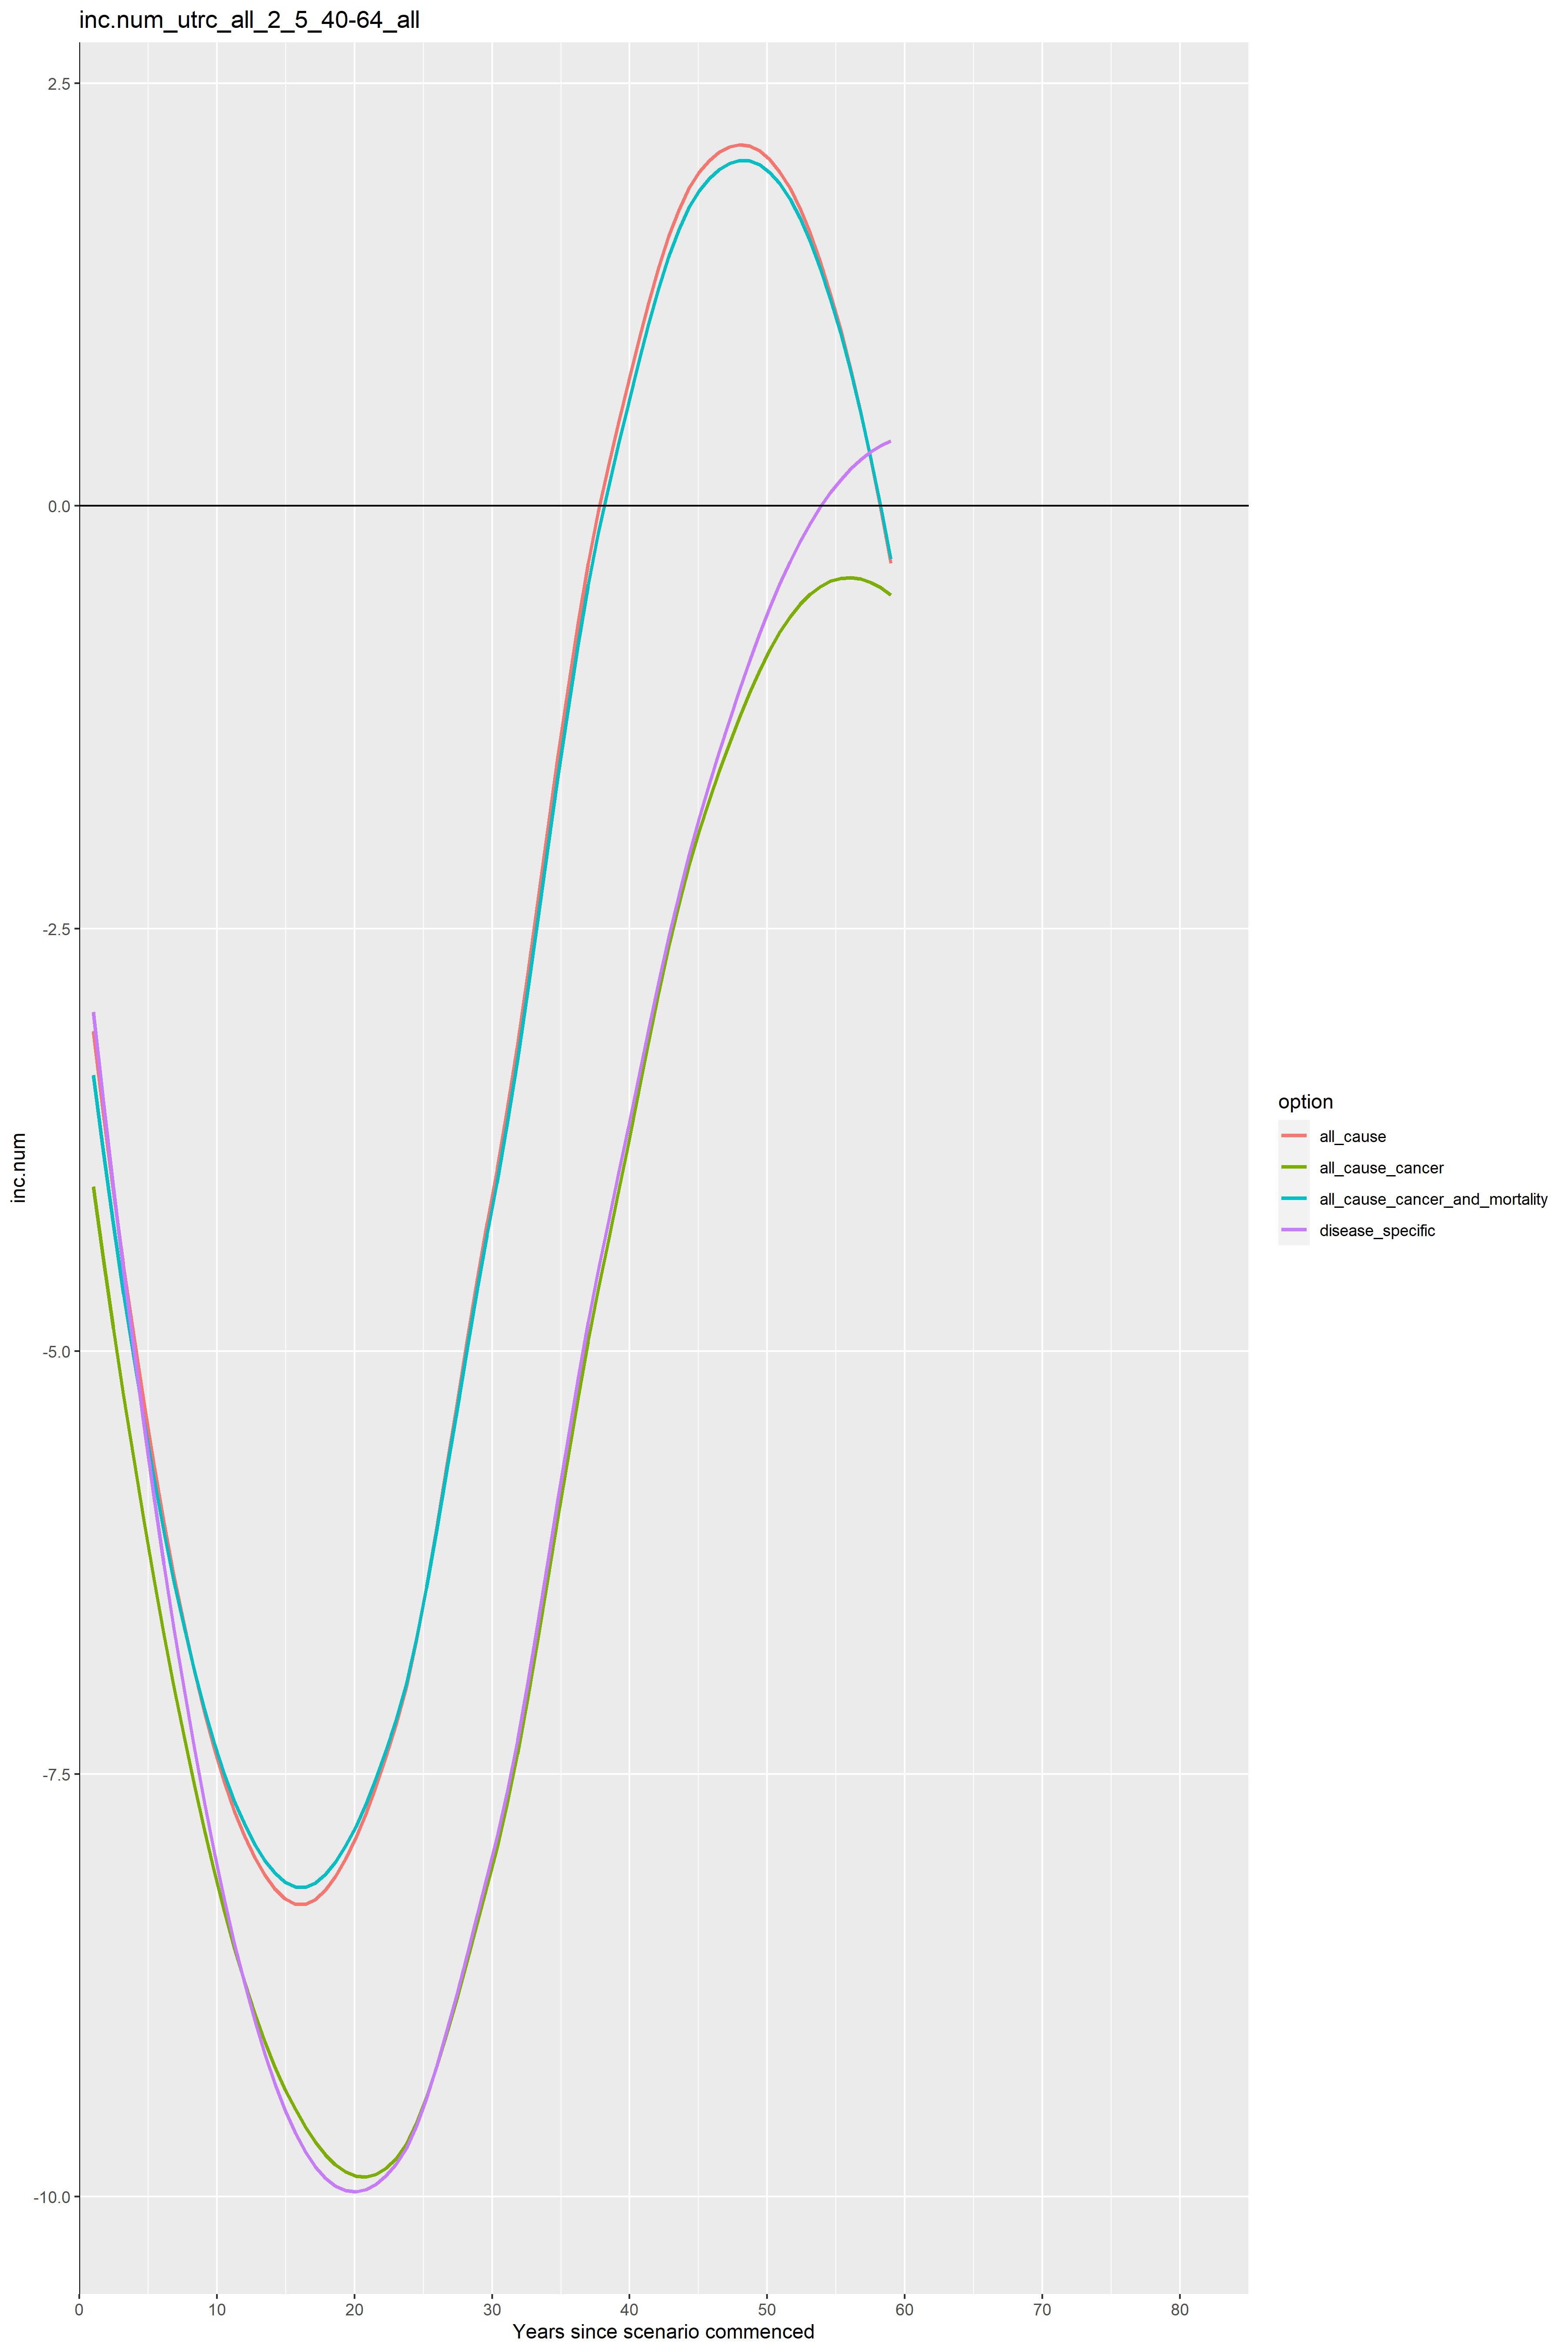 inc.num_utrc_all_2_5_40-64_all
2.5
0.0
-2.5
-5.0
-7.5
-10.0
inc.num
0 10 20 30 40 50 60 70 80
Years since scenario commenced
option
all_cause
all_cause_cancer
all_cause_cancer_and_mortality
disease_specific